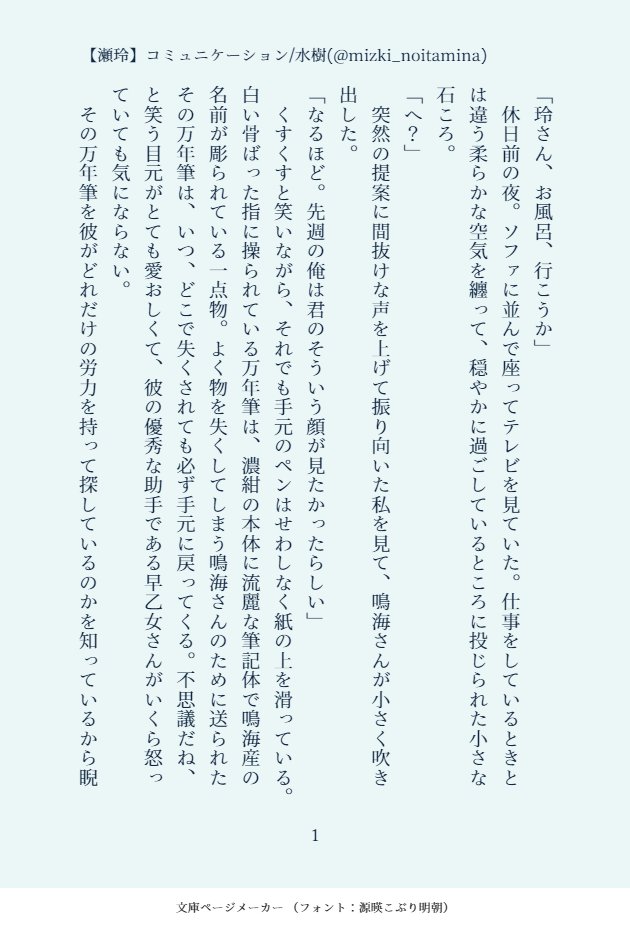 【瀬玲】コミュニケーション/水樹(@mizki_noitamina)
「玲さん、お風呂、行こうか」
　休日前の夜。ソファに並んで座ってテレビを見ていた。仕事をしているときと
は違う柔らかな空気を纏って、穏やかに過ごしているところに投じられた小さな
石ころ。
「へ？」
　突然の提案に間抜けな声を上げて振り向いた私を見て、鳴海さんが小さく吹き
出した。
「なるほど。先週の俺は君のそういう顔が見たかったらしい」
　くすくすと笑いながら、それでも手元のペンはせわしなく紙の上を滑っている。
白い骨ばった指に操られている万年筆は、濃紺の本体に流麗な筆記体で鳴海産の
名前が彫られている一点物。よく物を失くしてしまう鳴海さんのために送られた
その万年筆は、いつ、どこで失くされても必ず手元に戻ってくる。不思議だね、
と笑う目元がとても愛おしくて、彼の優秀な助手である早乙女さんがいくら怒っ
ていても気にならない。
　その万年筆を彼がどれだけの労力を持って探しているのかを知っているから睨
1
文庫ページメーカー （フォント：源暎こぶり明朝）